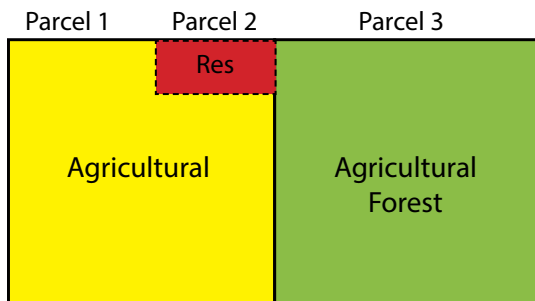 Parcel 1
Parcel 2
Parcel 3
Res
Agricultural
Agricultural
Forest